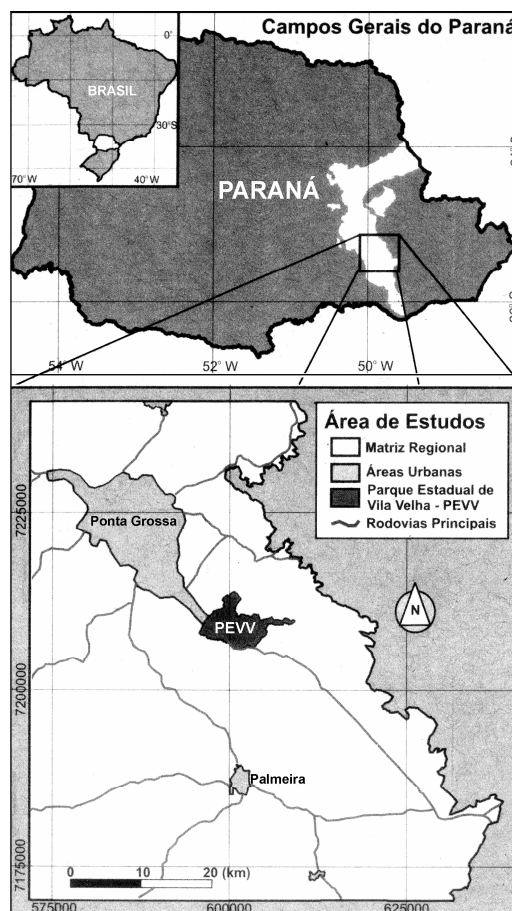 Campos Gerais do Paraná
0°
BRASIL
30°S
70°W
40°W
PARANÁ
54°W
52°W
50°W
Área de Estudos
Matriz Regional
Áreas Urbanas
Parque Estadual de
Vila Velha - PEVV
Rodovias Principais
N
7225000
Ponta Grossa
PEVV
7200000
Palmeira
0 10 20 (km)
7175000
575000
600000
625000